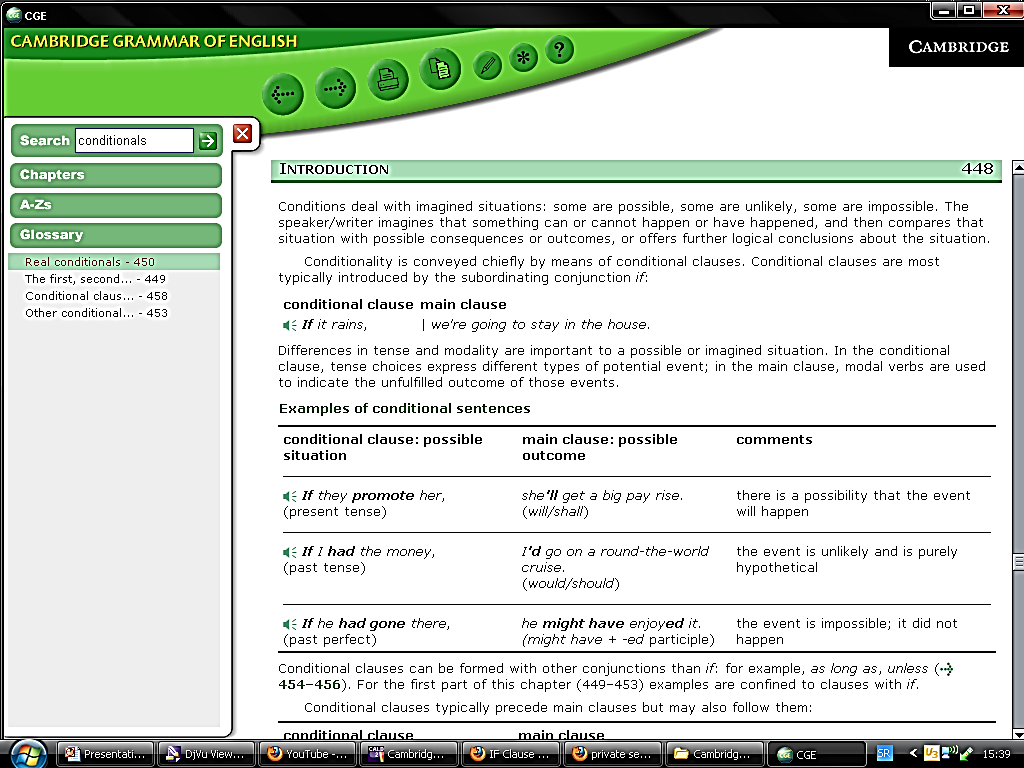 CGE
CAMBRIDGE GRAMMAR OF ENGLISH
CAMBRIDGE
?
Search conditionals
Chapters
A-Zs
Glossary
Real conditionals - 450
The first, second... - 449
Conditional claus... - 458
Other conditional... - 453
INTRODUCTION 448
Conditions deal with imagined situations: some are possible, some are unlikely, some are impossible. The
speaker/writer imagines that something can or cannot happen or have happened, and then compares that
situation with possible consequences or outcomes, or offers further logical conclusions about the situation.
Conditionality is conveyed chiefly by means of conditional clauses. Conditional clauses are most
typically introduced by the subordinating conjunction if:
conditional clause main clause
If it rains, | we're going to stay in the house.
Differences in tense and modality are important to a possible or imagined situation. In the conditional
clause, tense choices express different types of potential event; in the main clause, modal verbs are used
to indicate the unfulfilled outcome of those events.
Examples of conditional sentences
conditional clause: possible main clause: possible comments
situation outcome
If they promote her, she'll get a big pay rise. there is a possibility that the event
(present tense) (will/shall) will happen
If I had the money, I'd go on a round-the-world the event is unlikely and is purely
(past tense) cruise. hypothetical
(would/should)
If he had gone there, he might have enjoyed it. the event is impossible; it did not
(past perfect) (might have + -ed participle) happen
Conditional clauses can be formed with other conjunctions than if: for example, as long as, unless (
454–456). For the first part of this chapter (449–453) examples are confined to clauses with if.
Conditional clauses typically precede main clauses but may also follow them:
conditional clause main clause
Presentati... DjVu View... YouTube -... CALD Cambridg... IF Clause ... private se... Cambridg... CGE SR U3 15:39